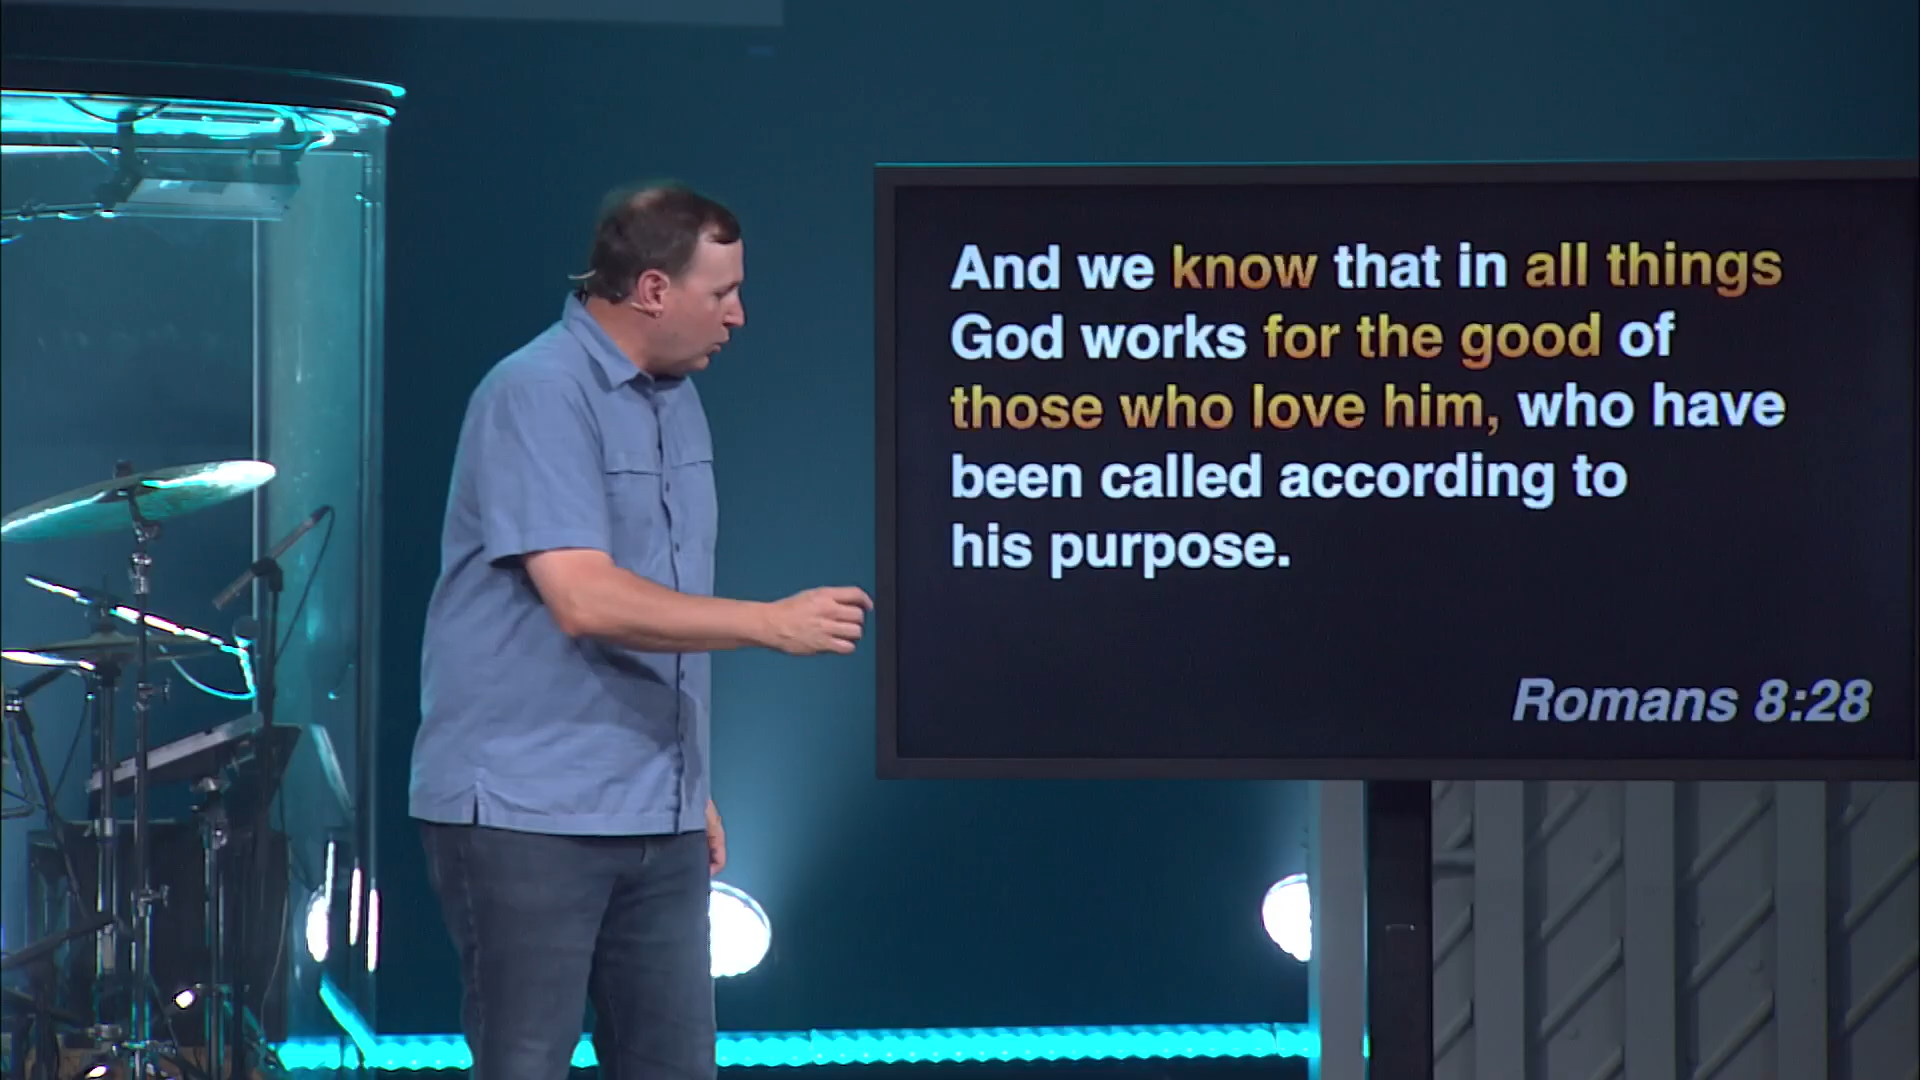 And we know that in all things
God works for the good of
those who love him, who have
been called according to
his purpose.
Romans 8:28